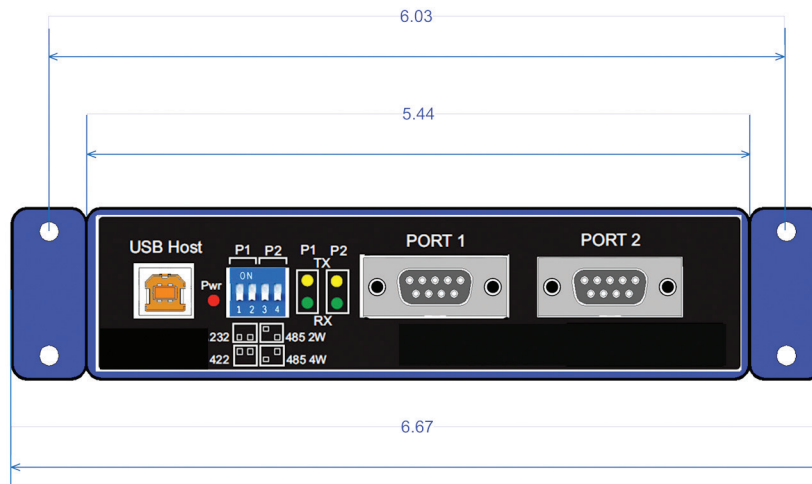 6.03
5.44
USB Host
P1 P2
P1 P2
TX
PORT 1
PORT 2
Pwr
ON
1 2 3 4
RX
232
485 2W
422
485 4W
6.67